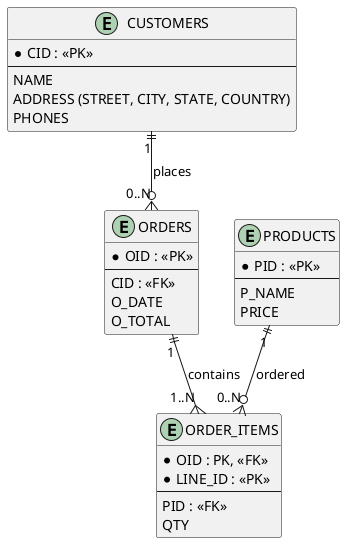 E CUSTOMERS
* CID : «PK»
NAME
ADDRESS (STREET, CITY, STATE, COUNTRY)
PHONES
1
places
0..N
E ORDERS
* OID : «PK»
CID : «FK»
O_DATE
O_TOTAL
E PRODUCTS
* PID : «PK»
P_NAME
PRICE
1
1
contains
ordered
1..N
0..N
E ORDER_ITEMS
* OID : PK, «FK»
* LINE_ID : «PK»
PID : «FK»
QTY